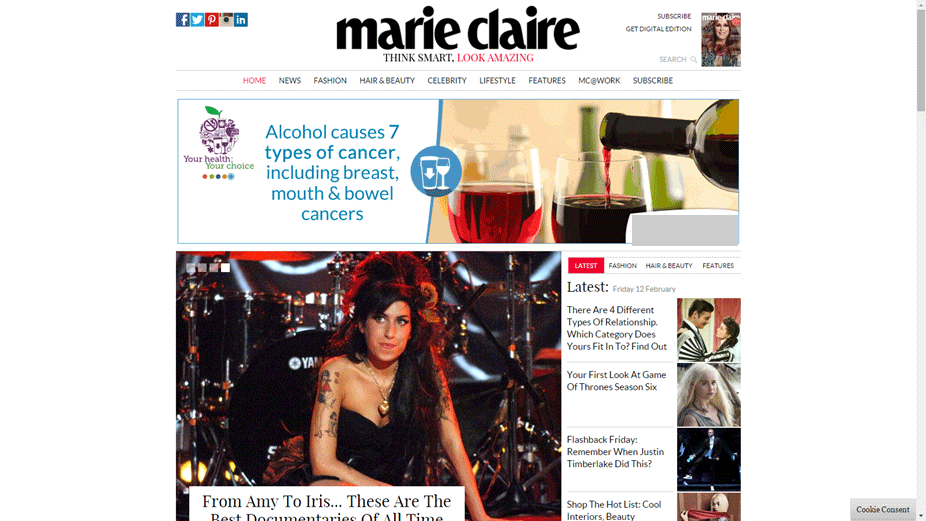 marie claire
THINK SMART, LOOK AMAZING
SUBSCRIBE
GET DIGITAL EDITION
marie claire
SEARCH
HOME NEWS FASHION HAIR & BEAUTY CELEBRITY LIFESTYLE FEATURES MC@WORK SUBSCRIBE
Your health;
Your choice
Alcohol causes 7
types of cancer,
including breast,
mouth & bowel
cancers
YAM
LATEST FASHION HAIR & BEAUTY FEATURES
Latest: Friday 12 February
There Are 4 Different
Types Of Relationship.
Which Category Does
Yours Fit In To? Find Out
Your First Look At Game
Of Thrones Season Six
Flashback Friday:
Remember When Justin
Timberlake Did This?
Shop The Hot List: Cool
Interiors, Beauty
From Amy To Iris... These Are The
Best Documentaries Of All Time
Cookie Consent